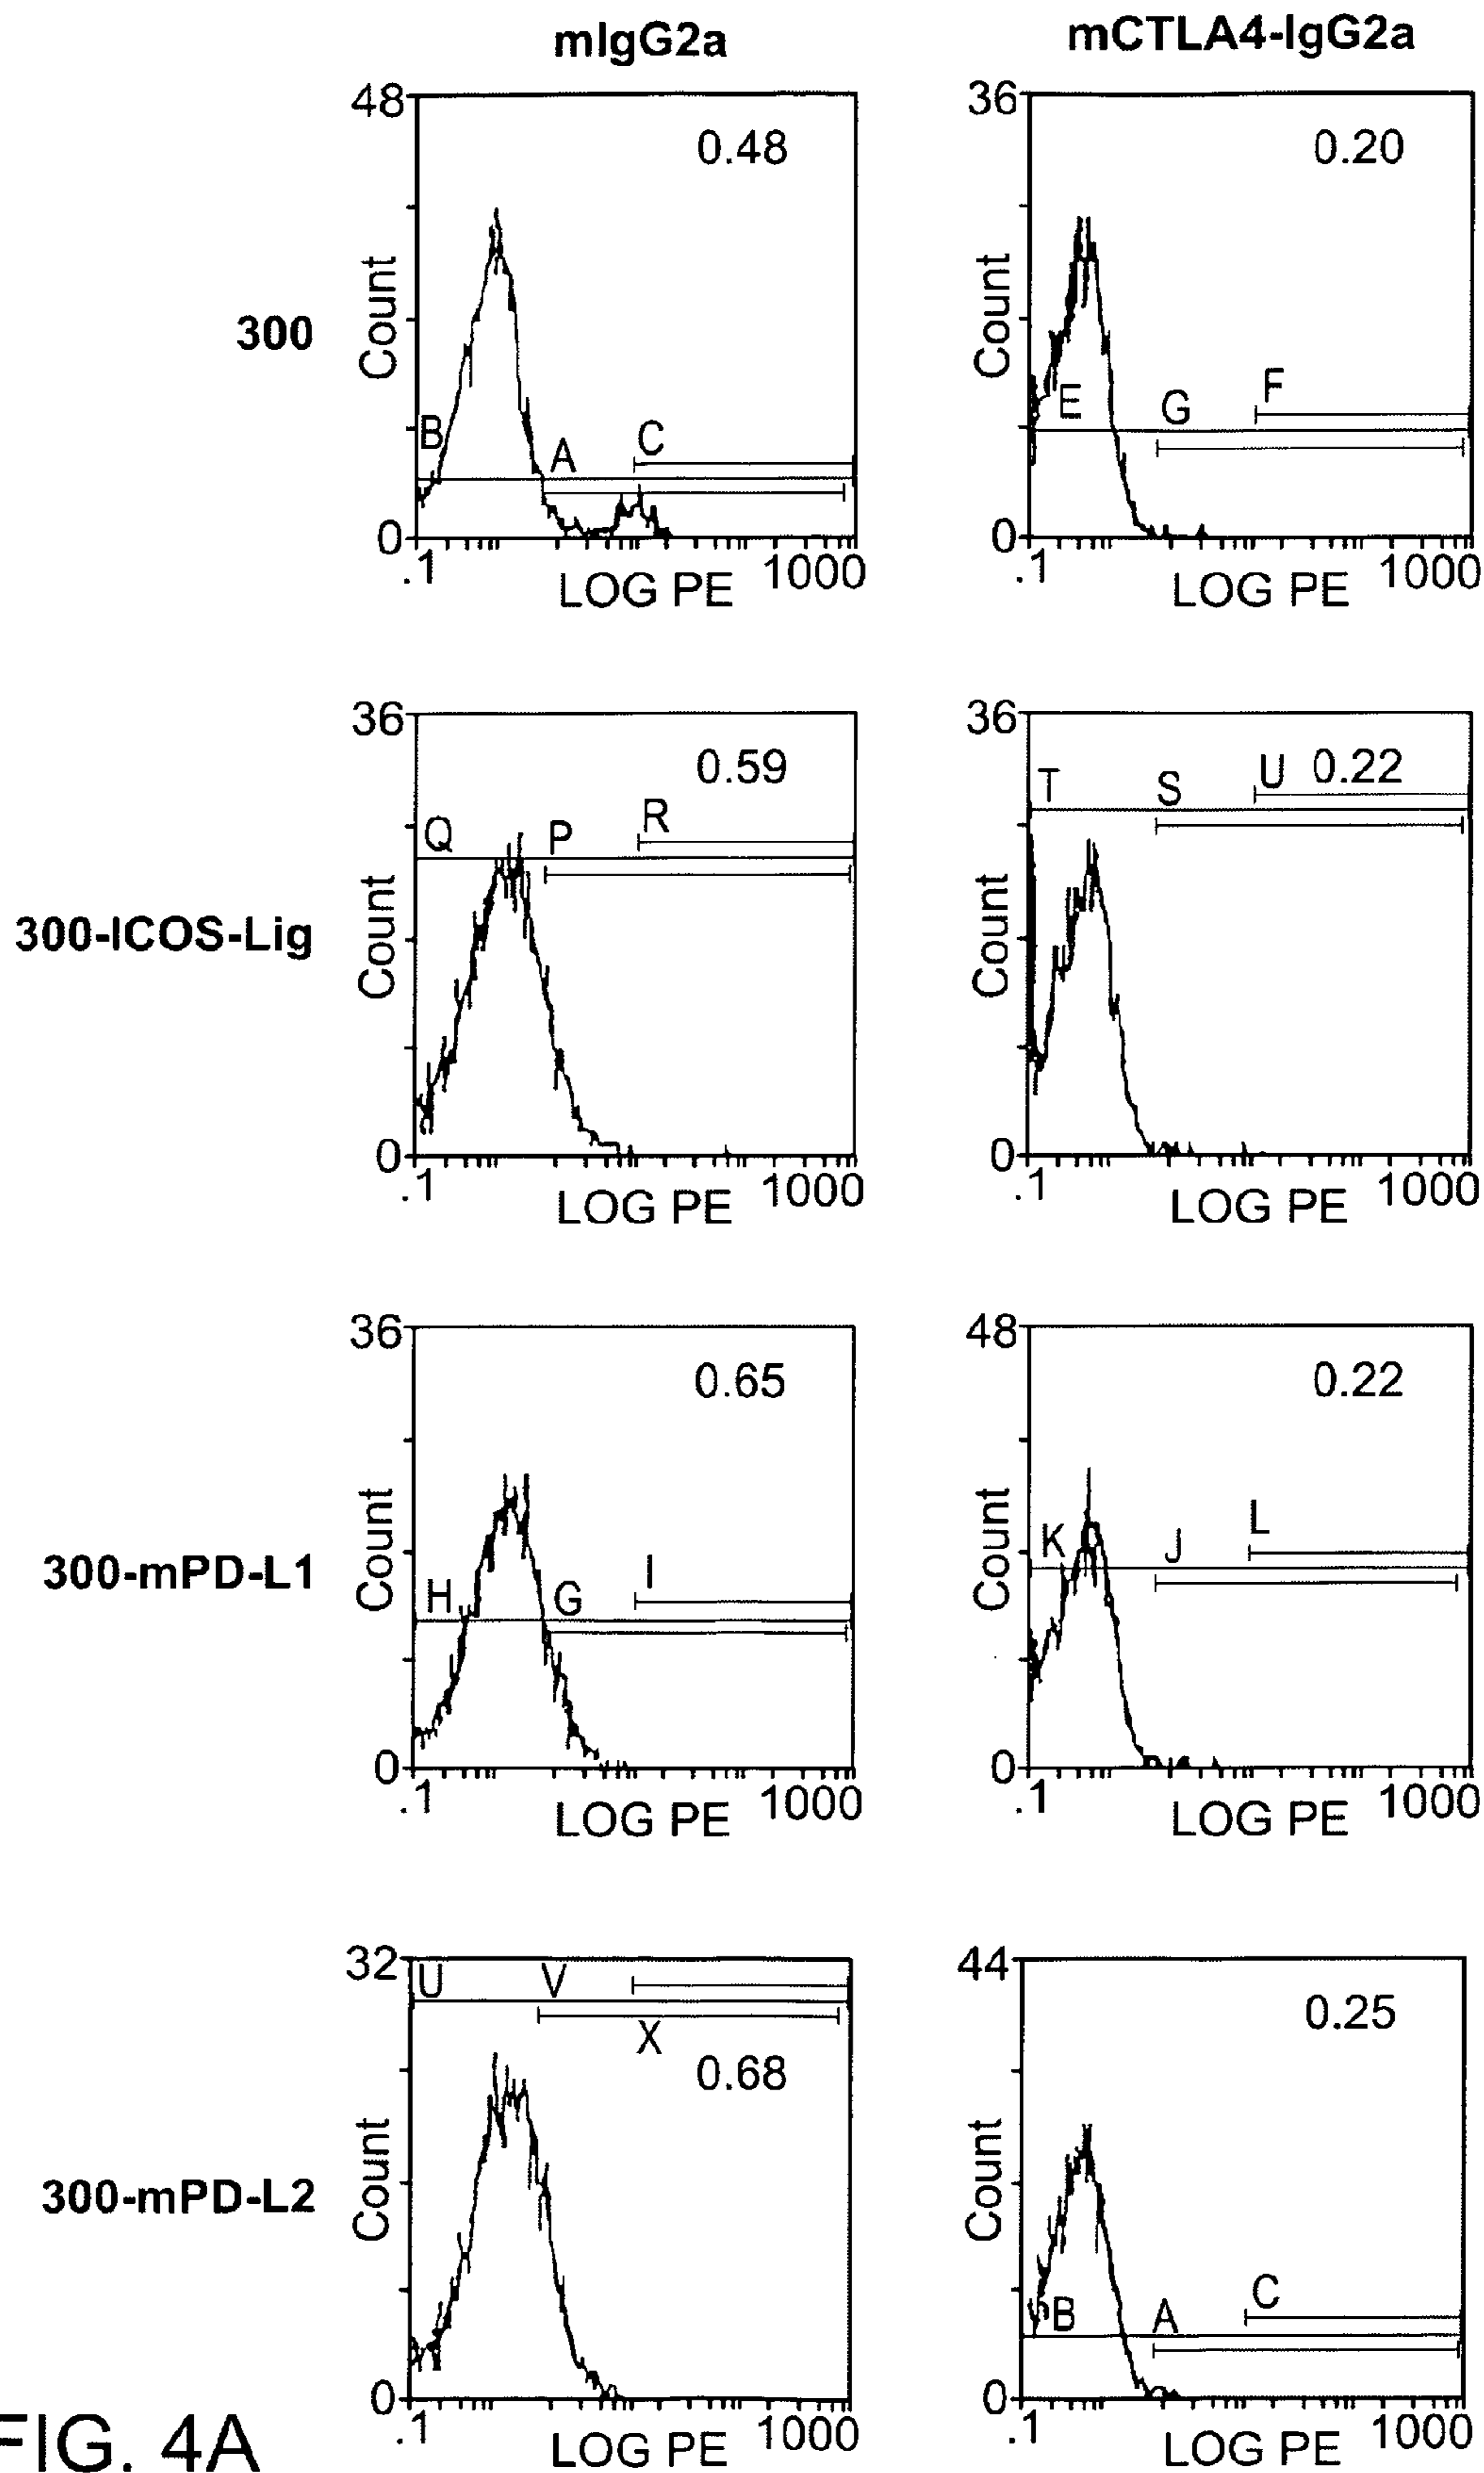 mIgG2a
mCTLA4-IgG2a
300
48
0.48
Count
B
A
C
0
.1
1000
LOG PE
36
0.20
Count
E
G
F
0
.1
1000
LOG PE
300-ICOS-Lig
36
0.59
Q
P
R
Count
0
.1
1000
LOG PE
36
T
S
U
0.22
Count
0
.1
1000
LOG PE
300-mPD-L1
36
0.65
Count
H
G
I
0
.1
1000
LOG PE
48
0.22
Count
K
J
L
0
.1
1000
LOG PE
300-mPD-L2
32
U
V
X
0.68
Count
0
.1
1000
LOG PE
44
0.25
Count
B
A
C
0
.1
1000
LOG PE
FIG. 4A